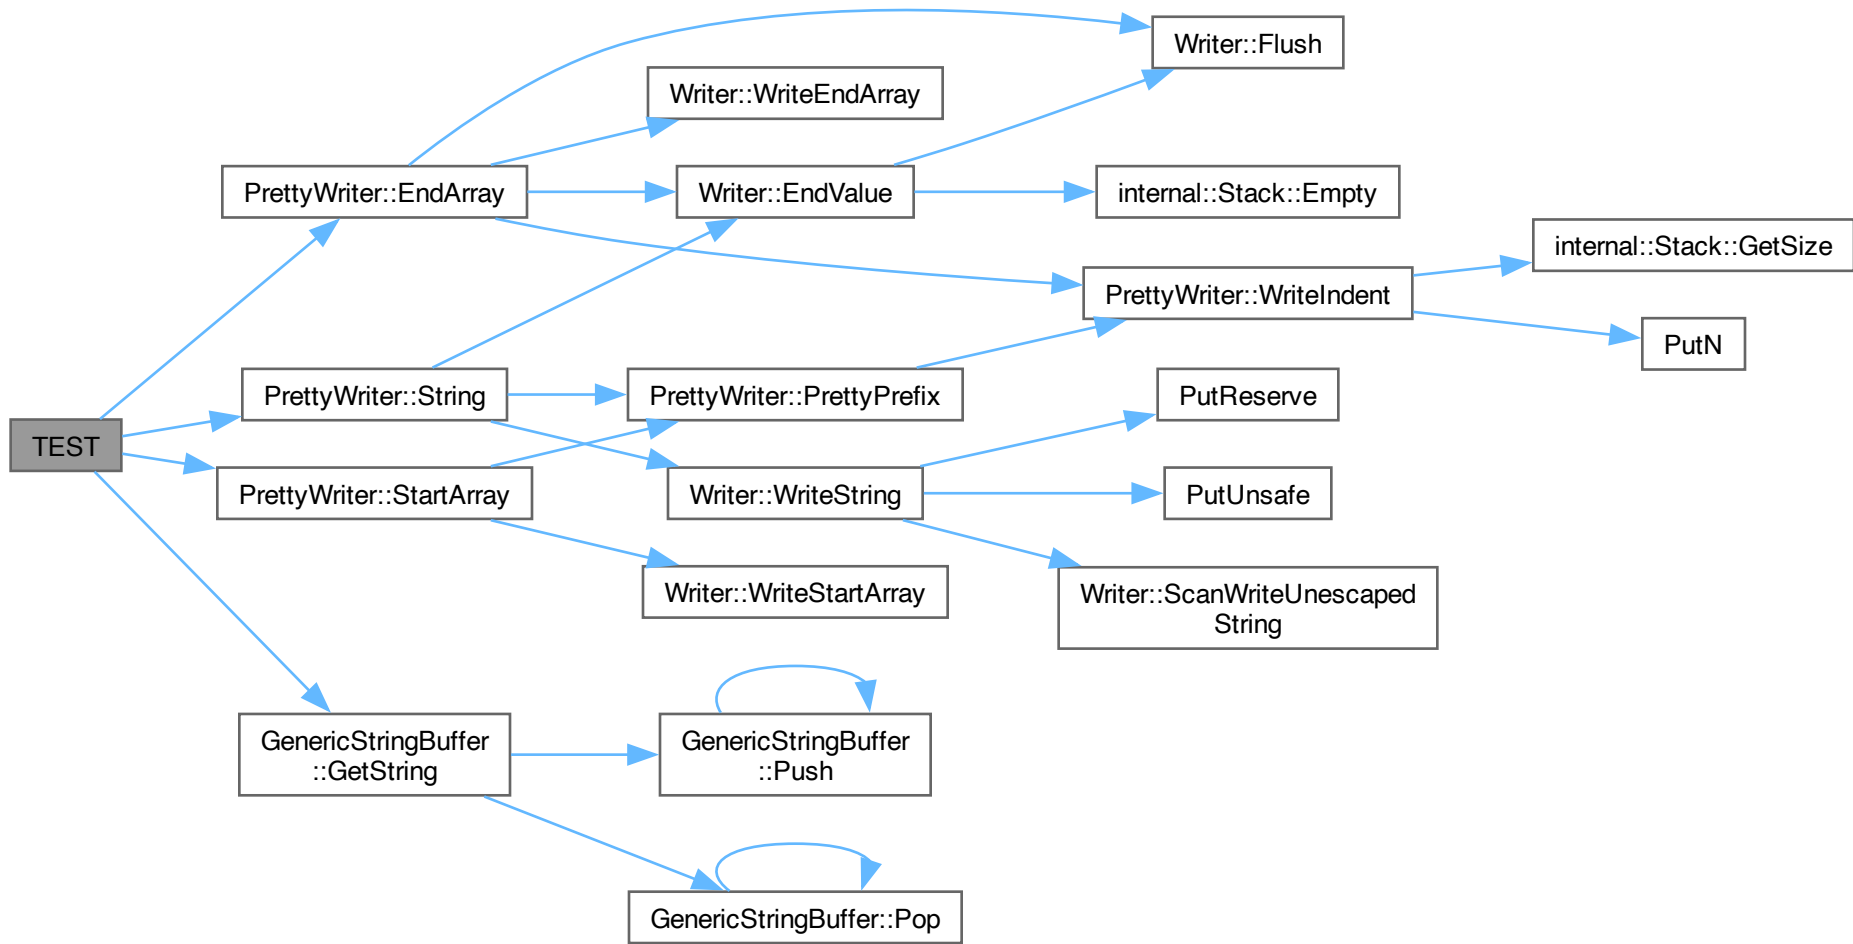 Writer::Flush
Writer::WriteEndArray
PrettyWriter::EndArray
Writer::EndValue
internal::Stack::Empty
internal::Stack::GetSize
PrettyWriter::WriteIndent
PutN
PrettyWriter::String
PrettyWriter::PrettyPrefix
PutReserve
TEST
PrettyWriter::StartArray
Writer::WriteString
PutUnsafe
Writer::WriteStartArray
Writer::ScanWriteUnescaped
String
GenericStringBuffer
::GetString
GenericStringBuffer
::Push
GenericStringBuffer::Pop